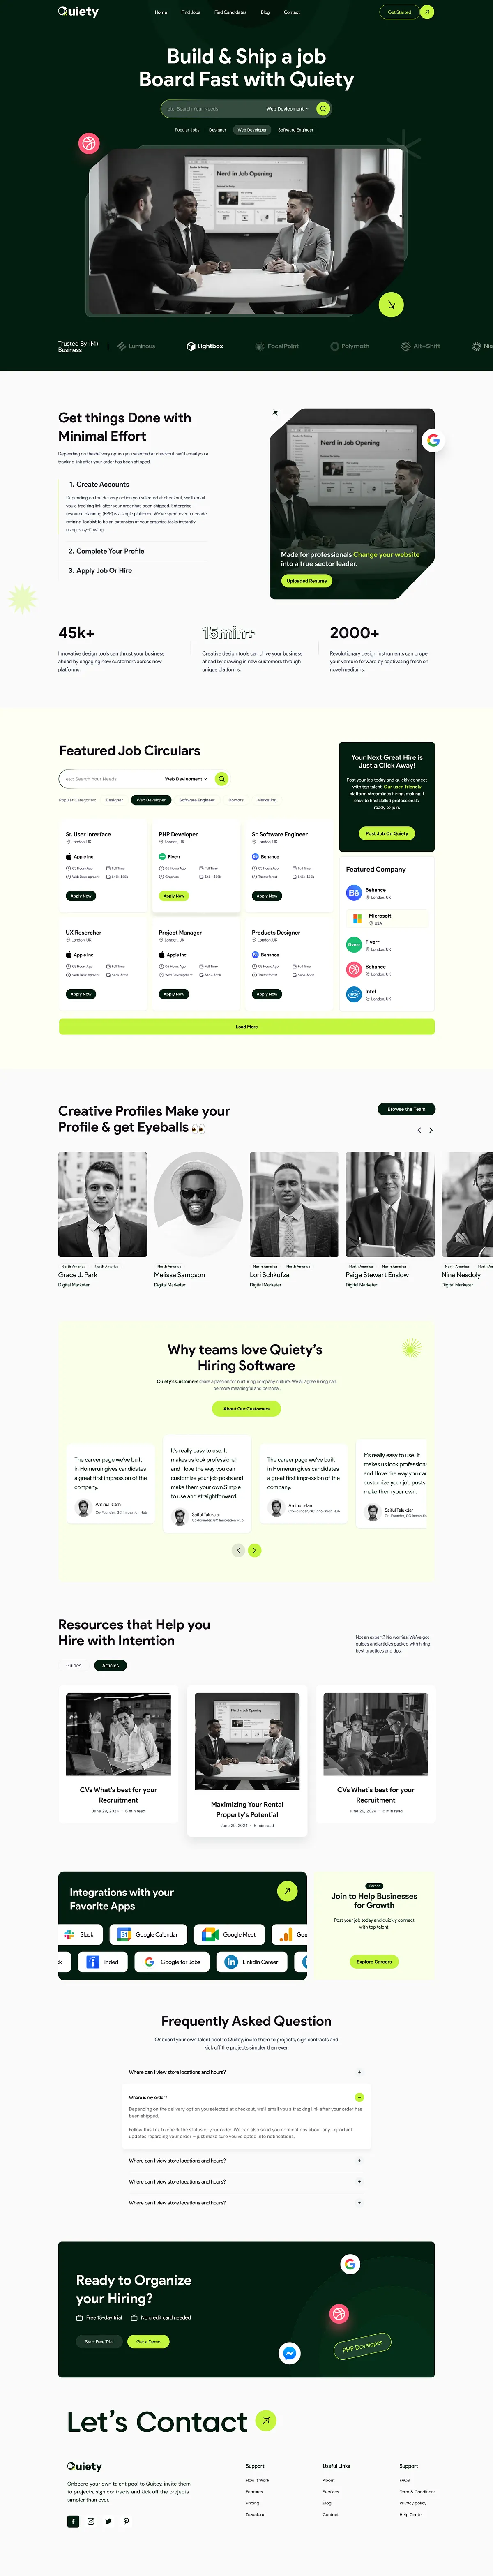 Quiety
Home
Find Jobs
Find Candidates
Blog
Contact
Get Started
Build & Ship a job
Board Fast with Quiety
etc: Search Your Needs
Popular Jobs:
Designer
Web Developer
Software Engineer
Nerd in Job Opening
Trusted By 1M+
Business
Luminous
Lightbox
FocalPoint
Polymath
Alt+Shift
Get things Done with
Minimal Effort
Depending on the delivery option you selected at checkout, we'll email you a
tracking link after your order has been shipped.
1. Create Accounts
Depending on the delivery option you selected at checkout, we'll email
you a tracking link after your order has been shipped. Enterprise
resource planning (ERP) is a single platform . We've spent over a decade
refining Todoist to be an extension of your organize tasks instantly
using easy-flowing.
2. Complete Your Profile
3. Apply Job Or Hire
Nerd in Job Opening
Made for professionals Change your website
into a true sector leader.
Uploaded Resume
45k+
Innovative design tools can thrust your business
ahead by engaging new customers across new
platforms.
15min+
Creative design tools can drive your business
ahead by drawing in new customers through
unique platforms.
2000+
Revolutionary design instruments can propel
your venture forward by captivating fresh on
novel mediums.
Featured Job Circulars
etc: Search Your Needs
Popular Categories:
Designer
Web Developer
Software Engineer
Doctors
Marketing
Sr. User Interface
London, UK
Apple Inc.
05 Hours Ago
Full Time
Web Development
$40k-$50k
Apply Now
PHP Developer
London, UK
Fiverr
05 Hours Ago
Full Time
Graphics
$40k-$50k
Apply Now
Sr. Software Engineer
London, UK
Behance
05 Hours Ago
Full Time
Themeforest
$40k-$50k
Apply Now
UX Resercher
London, UK
Apple Inc.
05 Hours Ago
Full Time
Web Development
$40k-$50k
Apply Now
Project Manager
London, UK
Apple Inc.
05 Hours Ago
Full Time
Web Development
$40k-$50k
Apply Now
Products Designer
London, UK
Behance
05 Hours Ago
Full Time
Themeforest
$40k-$50k
Apply Now
Load More
Your Next Great Hire is
Just a Click Away!
Post your job today and quickly connect
with top talent. Our user-friendly
platform streamlines hiring, making it
easy to find skilled professionals
ready to join.
Post Job On Quiety
Featured Company
Behance
London, UK
Microsoft
USA
Fiverr
London, UK
Behance
London, UK
Intel
London, UK
Creative Profiles Make your
Profile & get Eyeballs
Browse the Team
North America
North America
Grace J. Park
Digital Marketer
North America
Melissa Sampson
Digital Marketer
North America
North America
Lori Schkufza
Digital Marketer
North America
North America
Paige Stewart Enslow
Digital Marketer
North America
Nina Nesdoly
Digital Marketer
Why teams love Quiety's
Hiring Software
Quiety's Customers share a passion for nurturing company culture. We all agree hiring can
be more meaningful and personal.
About Our Customers
The career page we've built
in Homerun gives candidates
a great first impression of the
company.
Aminul Islam
Co-Founder, GC Innovation Hub
It's really easy to use. It
makes us look professional
and I love the way you can
customize your job posts and
make them your own.Simple
to use and straightforward.
Saiful Talukdar
Co-Founder, GC Innovation Hub
The career page we've built
in Homerun gives candidates
a great first impression of the
company.
Aminul Islam
Co-Founder, GC Innovation Hub
It's really easy to use. It
makes us look profession
and I love the way you car
customize your job posts
make them your own.
Saiful Talukdar
Co-Founder, GC Innovatio
Resources that Help you
Hire with Intention
Not an expert? No worries! We've got
guides and articles packed with hiring
best practices and tips.
Guides
Articles
CVs What's best for your
Recruitment
June 29, 2024 • 6 min read
Nerd in Job Opening
Maximizing Your Rental
Property's Potential
June 29, 2024 • 6 min read
CVs What's best for your
Recruitment
June 29, 2024 • 6 min read
Integrations with your
Favorite Apps
Slack
Google Calendar
Google Meet
Goo
k
Inded
Google for Jobs
LinkdIn Career
Career
Join to Help Businesses
for Growth
Post your job today and quickly connect
with top talent.
Explore Careers
Frequently Asked Question
Onboard your own talent pool to Quitey, invite them to projects, sign contracts and
kick off the projects simpler than ever.
Where can I view store locations and hours?
Where is my order?
Depending on the delivery option you selected at checkout, we'll email you a tracking link after your order has
been shipped.
Follow this link to check the status of your order. We can also send you notifications about any important
updates regarding your order – just make sure you've opted into notifications.
Where can I view store locations and hours?
Where can I view store locations and hours?
Where can I view store locations and hours?
Ready to Organize
your Hiring?
Free 15-day trial
No credit card needed
Start Free Trial
Get a Demo
PHP Developer
Let's Contact
Quiety
Onboard your own talent pool to Quitey, invite them
to projects, sign contracts and kick off the projects
simpler than ever.
Support
How it Work
Features
Pricing
Download
Useful Links
About
Services
Blog
Contact
Support
FAQS
Term & Conditions
Privacy policy
Help Center